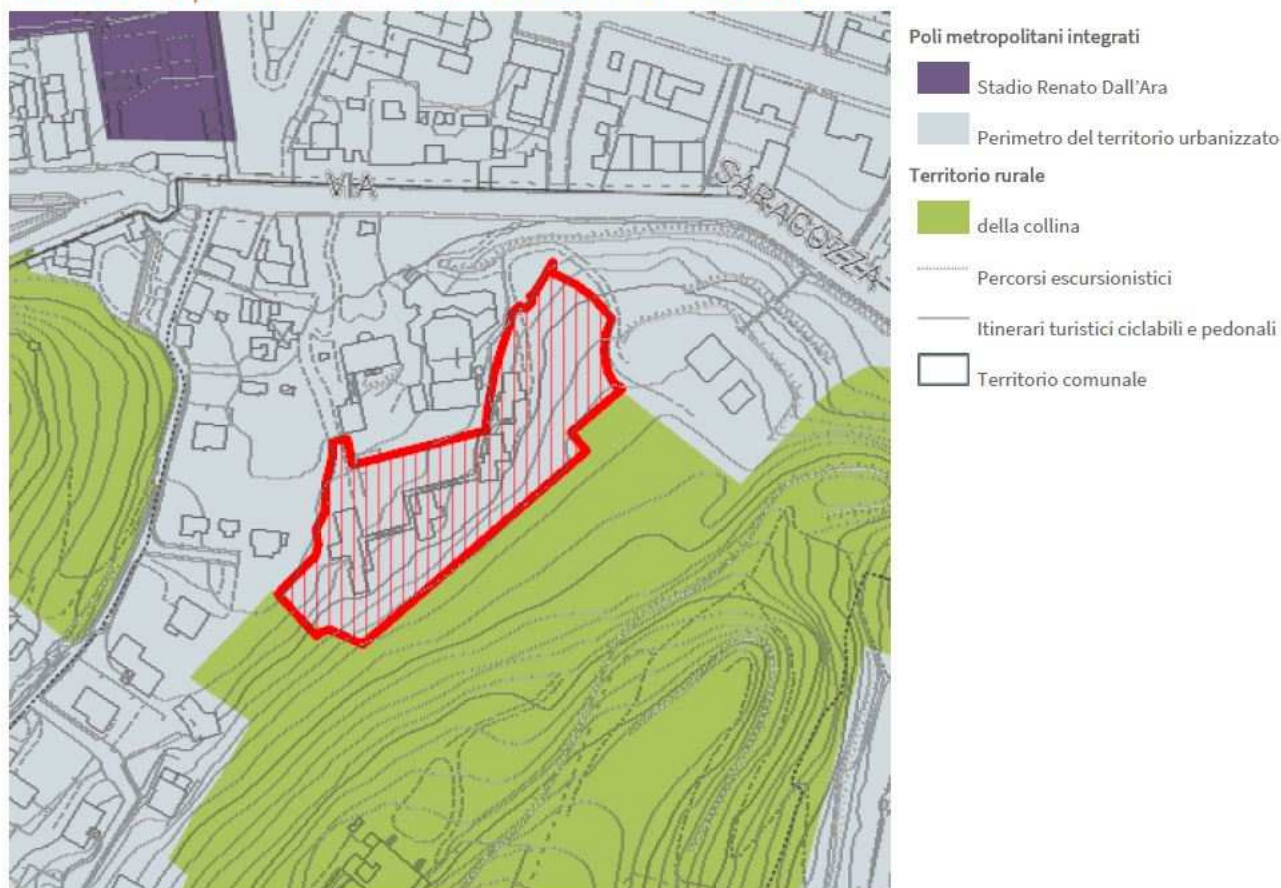 Poli metropolitani integrati
Stadio Renato Dall'Ara
Perimetro del territorio urbanizzato
Territorio rurale
della collina
Percorsi escursionistici
Itinerari turistici ciclabili e pedonali
Territorio comunale
VIA
SARAGOZZA